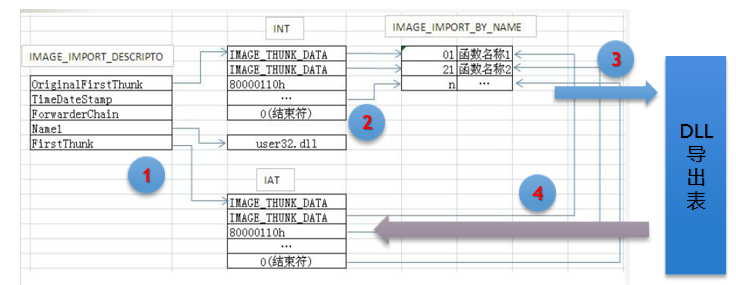 INT
IMAGE_IMPORT_BY_NAME
IMAGE_IMPORT_DESCRIPTO
IMAGE_THUNK_DATA
01 函数名称1
IMAGE_THUNK_DATA
21 函数名称2
OriginalFirstThunk
80000110h
n …
TimeDateStamp
…
ForwarderChain
0(结束符)
Name1
user32.dll
FirstThunk
1
2
3
4
IAT
IMAGE_THUNK_DATA
IMAGE_THUNK_DATA
80000110h
…
0(结束符)
DLL
导
出
表